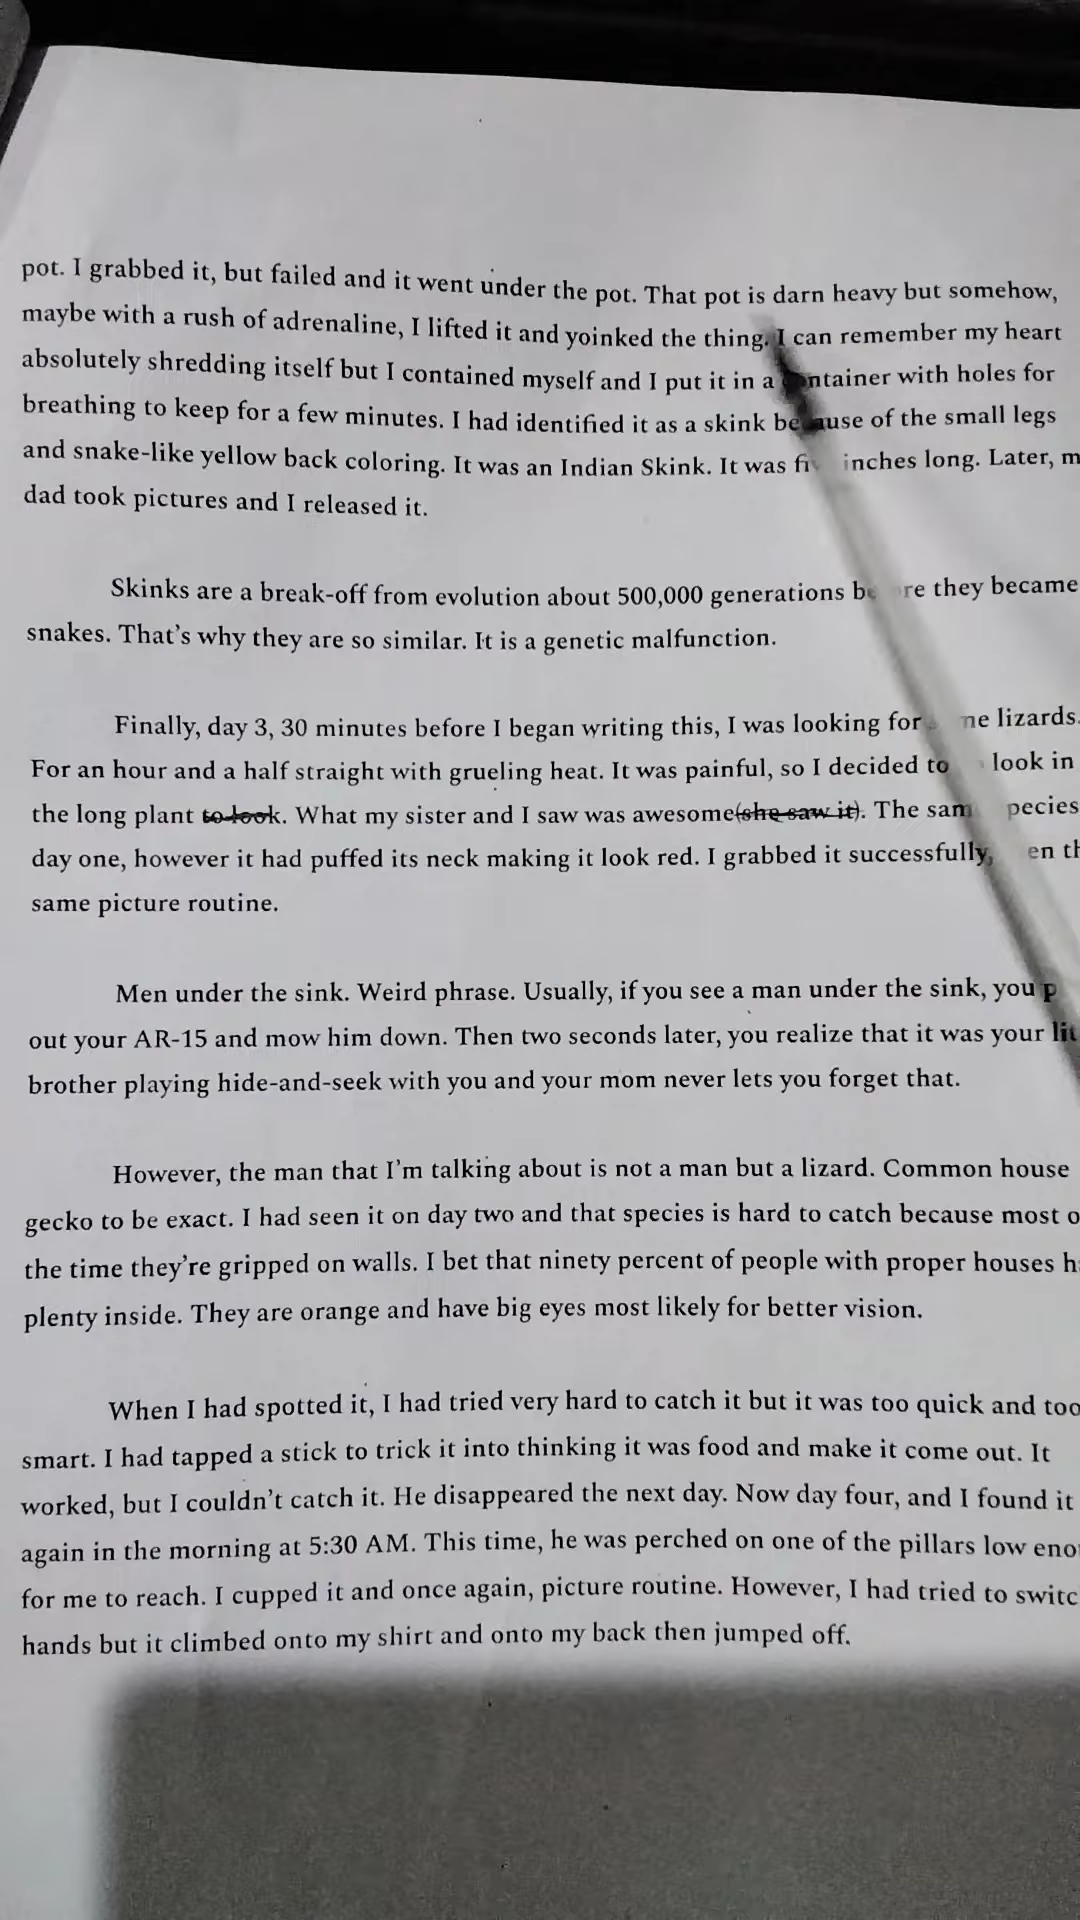 pot. I grabbed it, but failed and it went under the pot. That pot is darn heavy but somehow,
maybe with a rush of adrenaline, I lifted it and yoinked the thing. I can remember my heart
absolutely shredding itself but I contained myself and I put it in a container with holes for
breathing to keep for a few minutes. I had identified it as a skink because of the small legs
and snake-like yellow back coloring. It was an Indian Skink. It was inches long. Later,
dad took pictures and I released it.
Skinks are a break-off from evolution about 500,000 generations before they became
snakes. That's why they are so similar. It is a genetic malfunction.
Finally, day 3, 30 minutes before I began writing this, I was looking for lizards.
For an hour and a half straight with grueling heat. It was painful, so I decided to look in
the long plant to look. What my sister and I saw was awesome(she saw it). The
day one, however it had puffed its neck making it look red. I grabbed it successfully,
same picture routine.
Men under the sink. Weird phrase. Usually, if you see a man under the sink, you
out your AR-15 and mow him down. Then two seconds later, you realize that it was your
brother playing hide-and-seek with you and your mom never lets you forget that.
However, the man that I'm talking about is not a man but a lizard. Common house
gecko to be exact. I had seen it on day two and that species is hard to catch because most
the time they're gripped on walls. I bet that ninety percent of people with proper houses
plenty inside. They are orange and have big eyes most likely for better vision.
When I had spotted it, I had tried very hard to catch it but it was too quick and too
smart. I had tapped a stick to trick it into thinking it was food and make it come out. It
worked, but I couldn't catch it. He disappeared the next day. Now day four, and I found it
again in the morning at 5:30 AM. This time, he was perched on one of the pillars low
for me to reach. I cupped it and once again, picture routine. However, I had tried to
hands but it climbed onto my shirt and onto my back then jumped off.